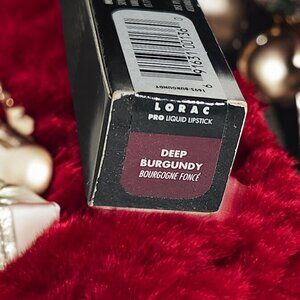 LORAC
PRO LIQUID LIPSTICK
DEEP
BURGUNDY
BOURGOGNE FONCÉ